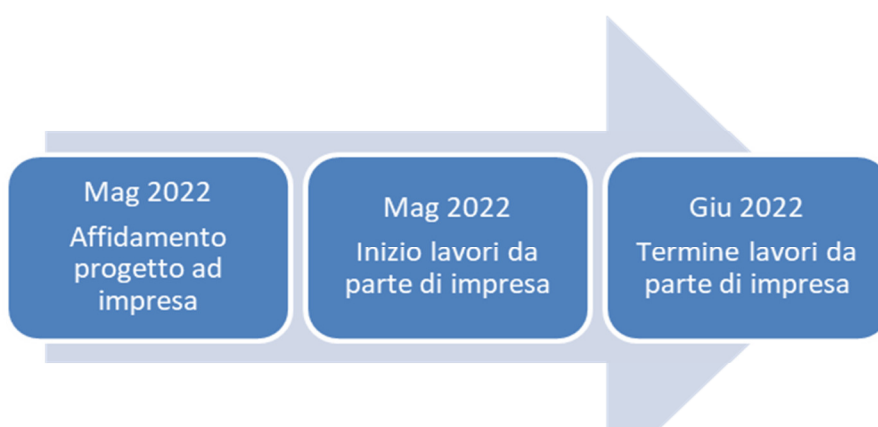 Mag 2022
Affidamento
progetto ad
impresa
Mag 2022
Inizio lavori da
parte di impresa
Giu 2022
Termine lavori da
parte di impresa